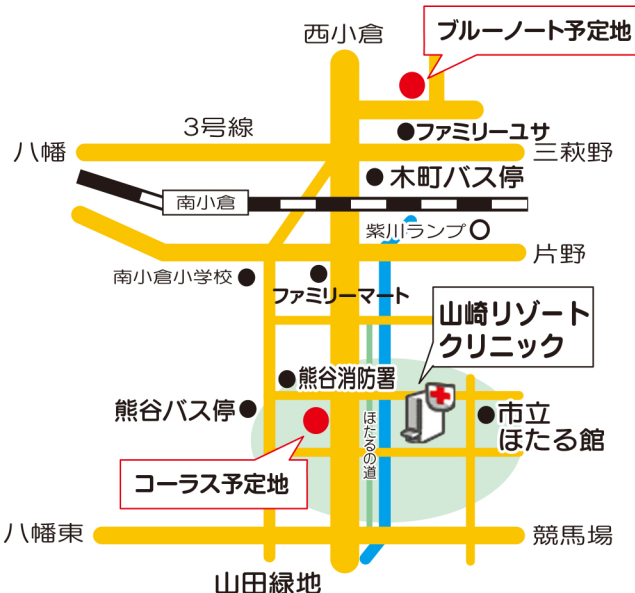 西小倉
ブルーノート予定地
3号線
ファミリーユサ
八幡
三萩野
木町バス停
南小倉
紫川ランプ
片野
南小倉小学校
ファミリーマート
山崎リゾート
クリニック
熊谷消防署
熊谷バス停
ほたるの道
市立
ほたる館
コーラス予定地
八幡東
競馬場
山田緑地